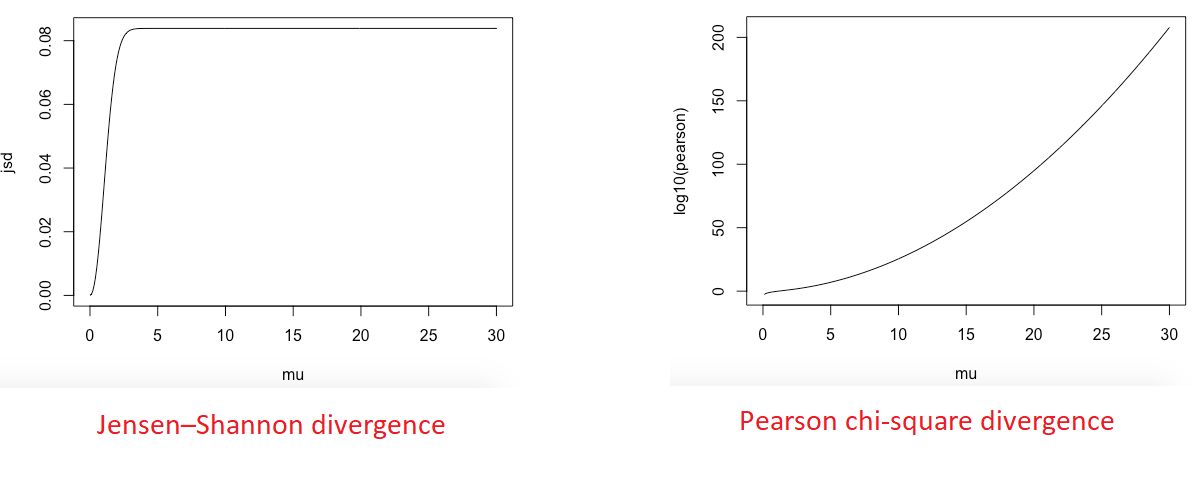 jsd
0.00 0.02 0.04 0.06 0.08
0 5 10 15 20 25 30
mu
Jensen–Shannon divergence
log10(pearson)
0 50 100 150 200
0 5 10 15 20 25 30
mu
Pearson chi-square divergence